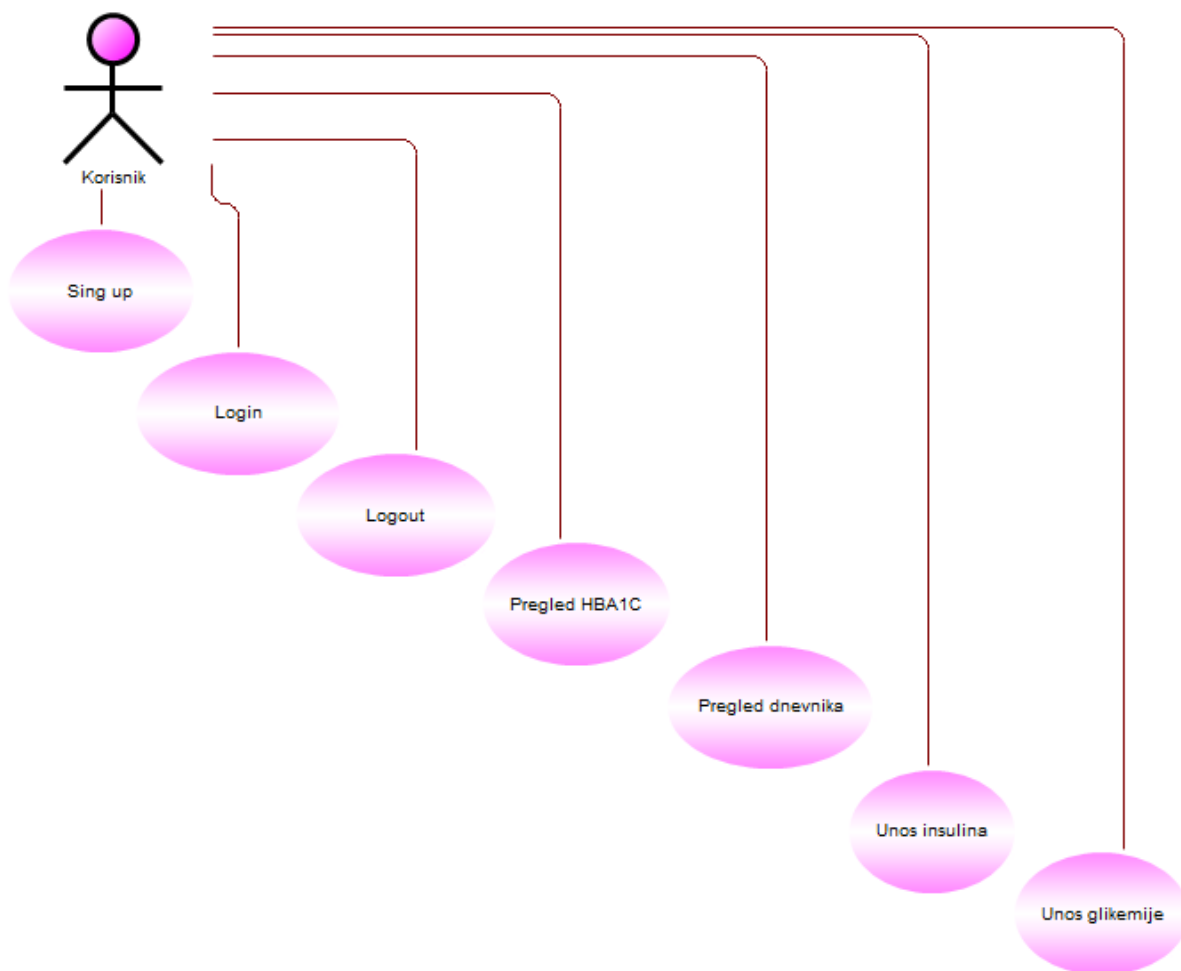 Korisnik
Sing up
Login
Logout
Pregled HBA1C
Pregled dnevnika
Unos insulina
Unos glikemije